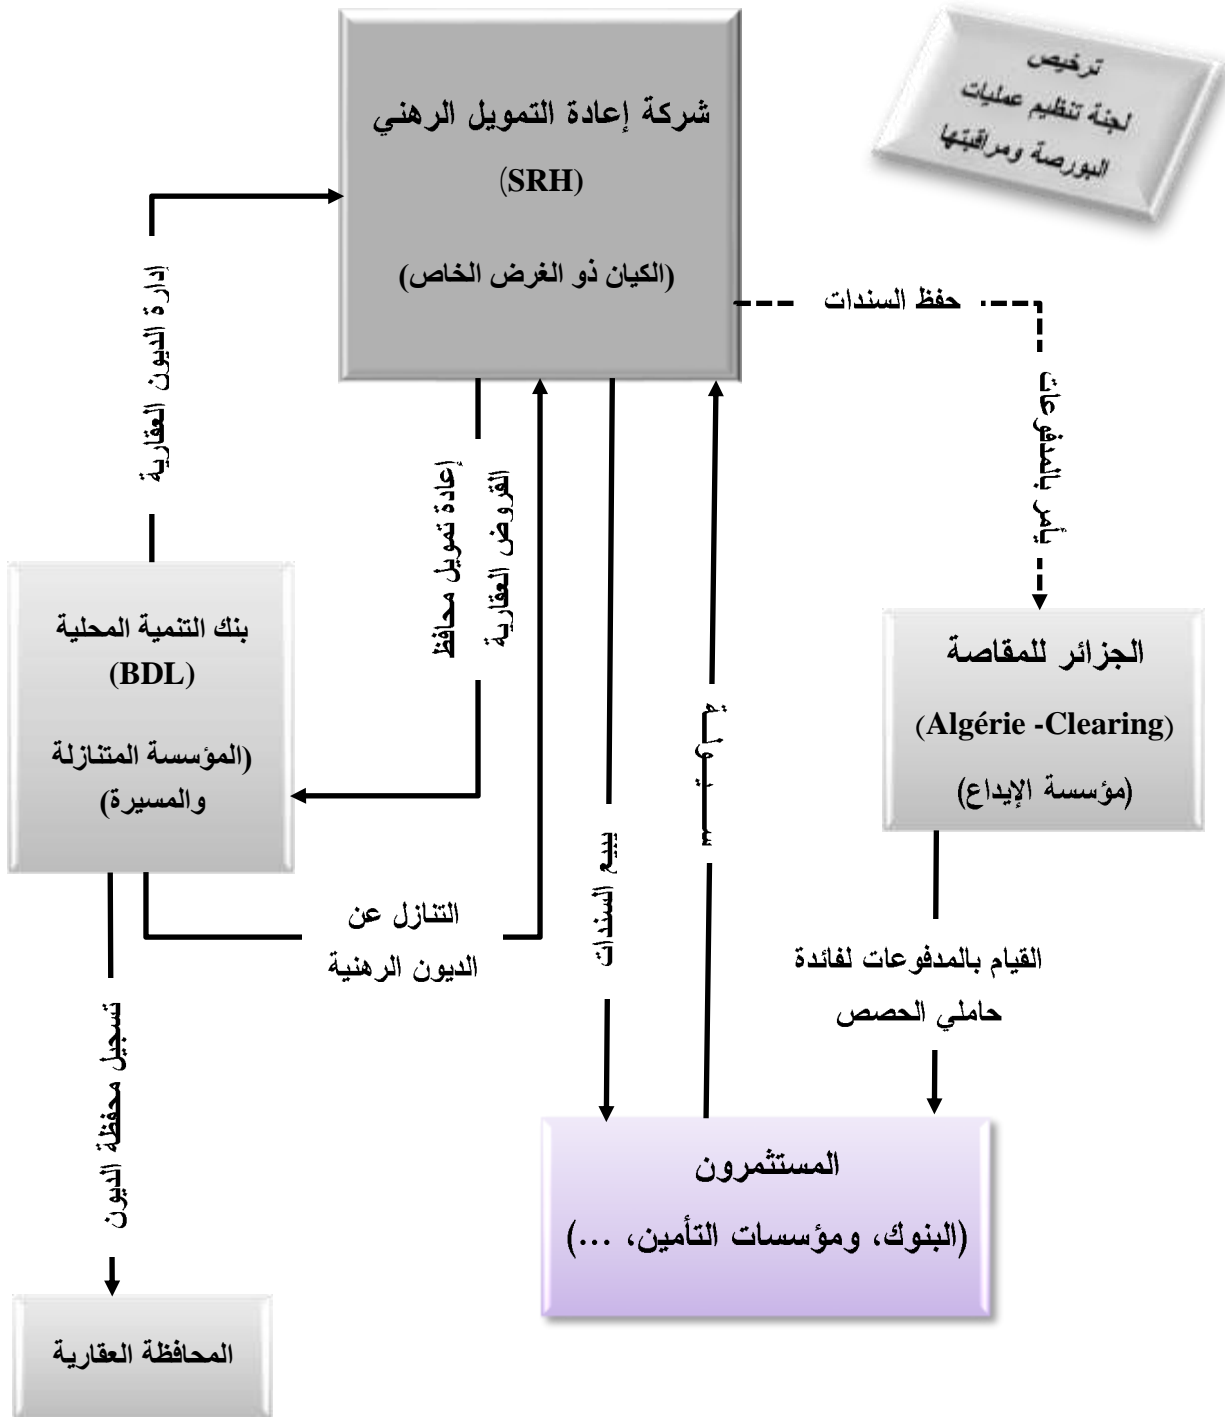 ترخيص
لجنة تنظيم عمليات
البورصة ومراقبتها
شركة إعادة التمويل الرهني
(SRH)
(الكيان ذو الغرض الخاص)
حفظ السندات
يأمر بالمدفوعات
إدارة الديون العقارية
إعادة تمويل محافظ
القروض العقارية
بنك التنمية المحلية
(BDL)
(المؤسسة المتنازلة
والمسيرة)
الجزائر للمقاصة
(Algérie -Clearing)
(مؤسسة الإيداع)
ســـيـولـــة
يبيع السندات
التنازل عن
الديون الرهنية
القيام بالمدفوعات لفائدة
حاملي الحصص
تسجيل محفظة الديون
المستثمرون
(البنوك، ومؤسسات التأمين، ...)
المحافظة العقارية